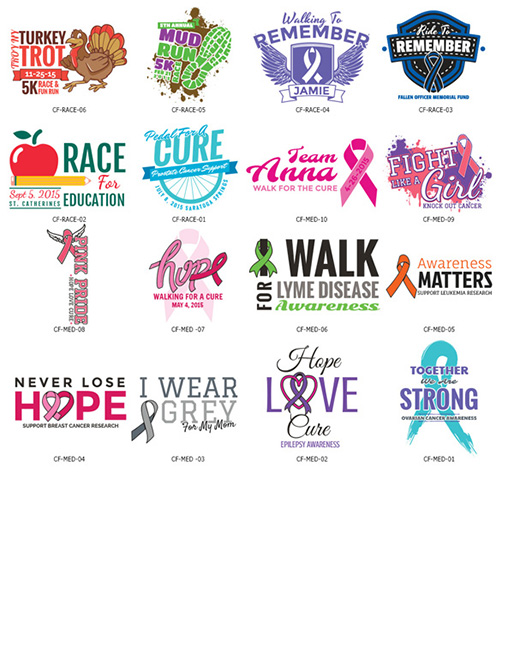 TROT MY
TURKEY
TROT
11-25-15
5K RACE &
FUN RUN
CF-RACE-06
5TH ANNUAL
MUD
RUN
5K
CF-RACE-05
Walking To
REMEMBER
JAMIE
CF-RACE-04
Ride To
REMEMBER
FALLEN OFFICER MEMORIAL FUND
CF-RACE-03
RACE
For
EDUCATION
Sept 5, 2015
ST. CATHERINES
CF-RACE-02
Pedal For A
CURE
Prostate Cancer Support
JULY 8, 2015 SARATOGA SPRINGS
CF-RACE-01
Team
Anna
WALK FOR THE CURE
4-26-2015
CF-MED-10
FIGHT
LIKE A Girl
KNOCK OUT CANCER
CF-MED-09
PINK PRIDE
CF-MED-08
hope
WALKING FOR A CURE
MAY 4, 2015
CF-MED -07
FOR
WALK
LYME DISEASE
Awareness
CF-MED-06
Awareness
MATTERS
SUPPORT LEUKEMIA RESEARCH
CF-MED-05
NEVER LOSE
HOPE
SUPPORT BREAST CANCER RESEARCH
CF-MED-04
I WEAR
GREY
For My Mom
CF-MED -03
Hope
LOVE
Cure
EPILEPSY AWARENESS
CF-MED-02
TOGETHER
We Are
STRONG
OVARIAN CANCER AWARENESS
CF-MED-01